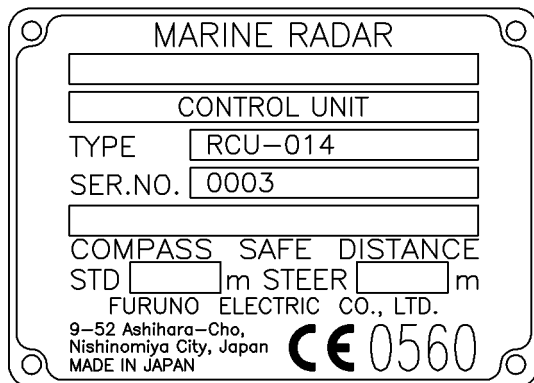 MARINE RADAR
CONTROL UNIT
TYPE RCU-014
SER.NO. 0003
COMPASS SAFE DISTANCE
STD m STEER m
FURUNO ELECTRIC CO., LTD.
9-52 Ashihara-Cho,
Nishinomiya City, Japan
MADE IN JAPAN
CE 0560